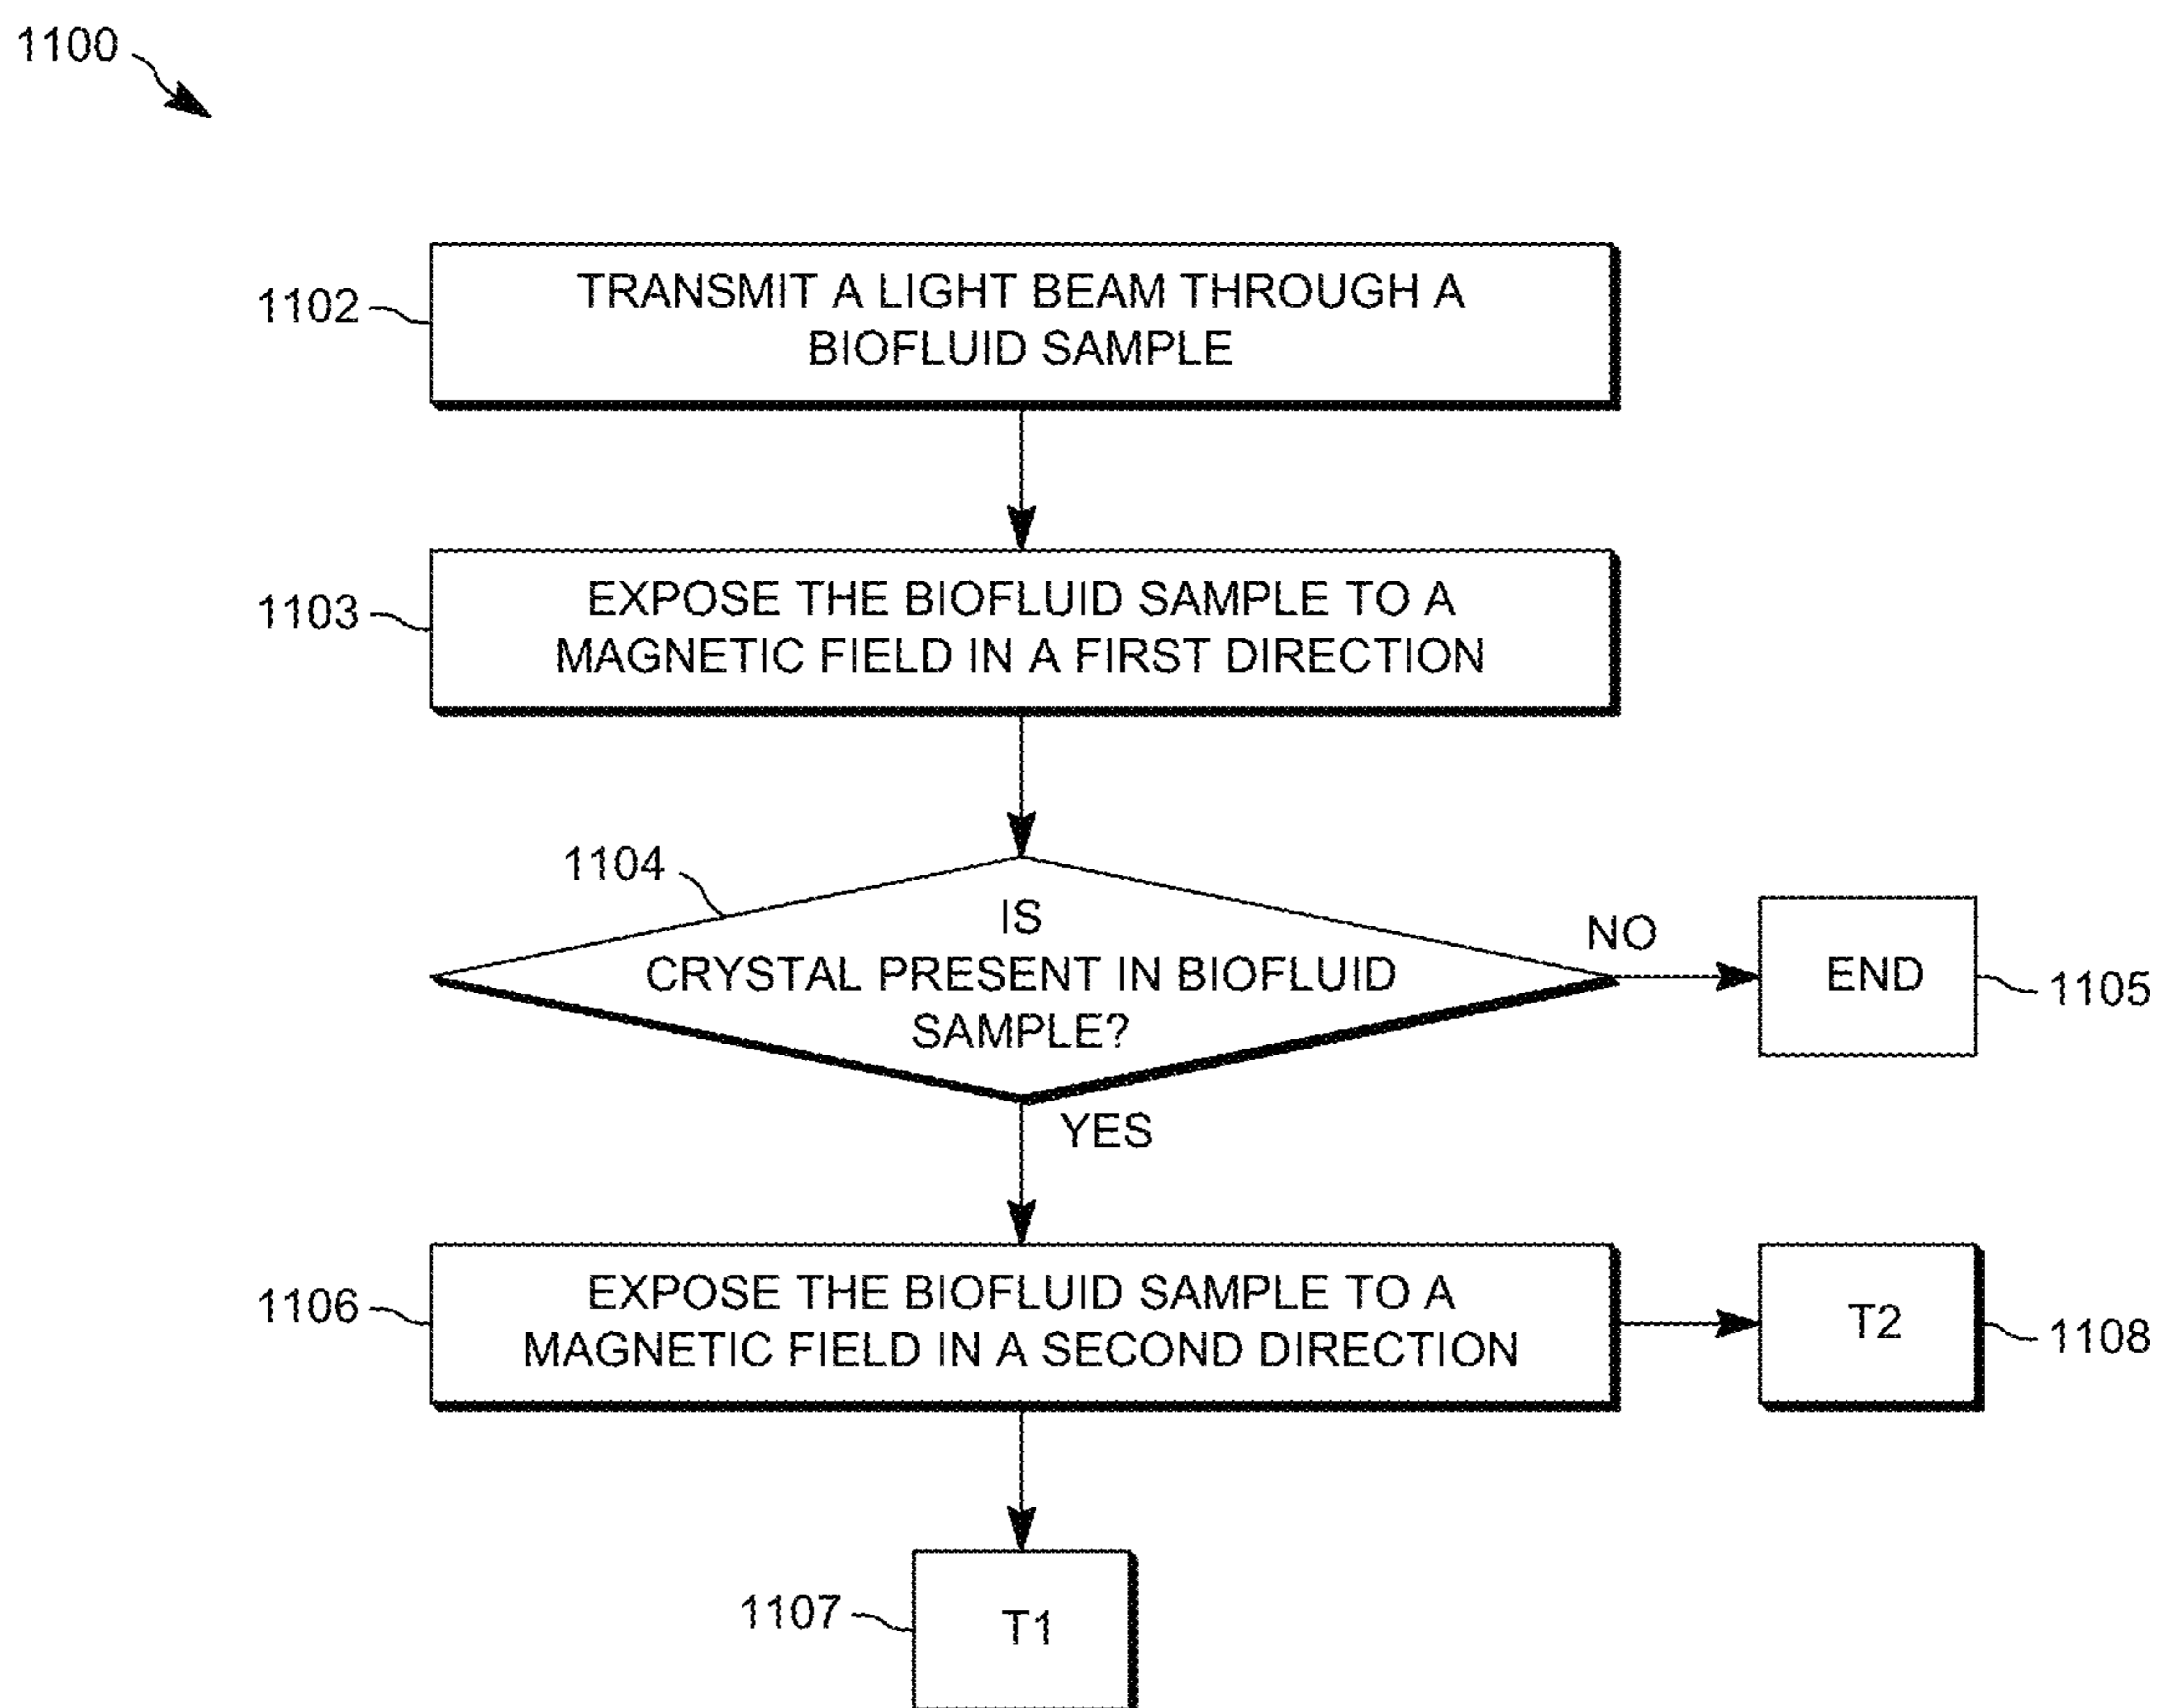 1100
1102
TRANSMIT A LIGHT BEAM THROUGH A
BIOFLUID SAMPLE
1103
EXPOSE THE BIOFLUID SAMPLE TO A
MAGNETIC FIELD IN A FIRST DIRECTION
1104
IS
CRYSTAL PRESENT IN BIOFLUID
SAMPLE?
NO
END
1105
YES
1106
EXPOSE THE BIOFLUID SAMPLE TO A
MAGNETIC FIELD IN A SECOND DIRECTION
T2
1108
1107
T1